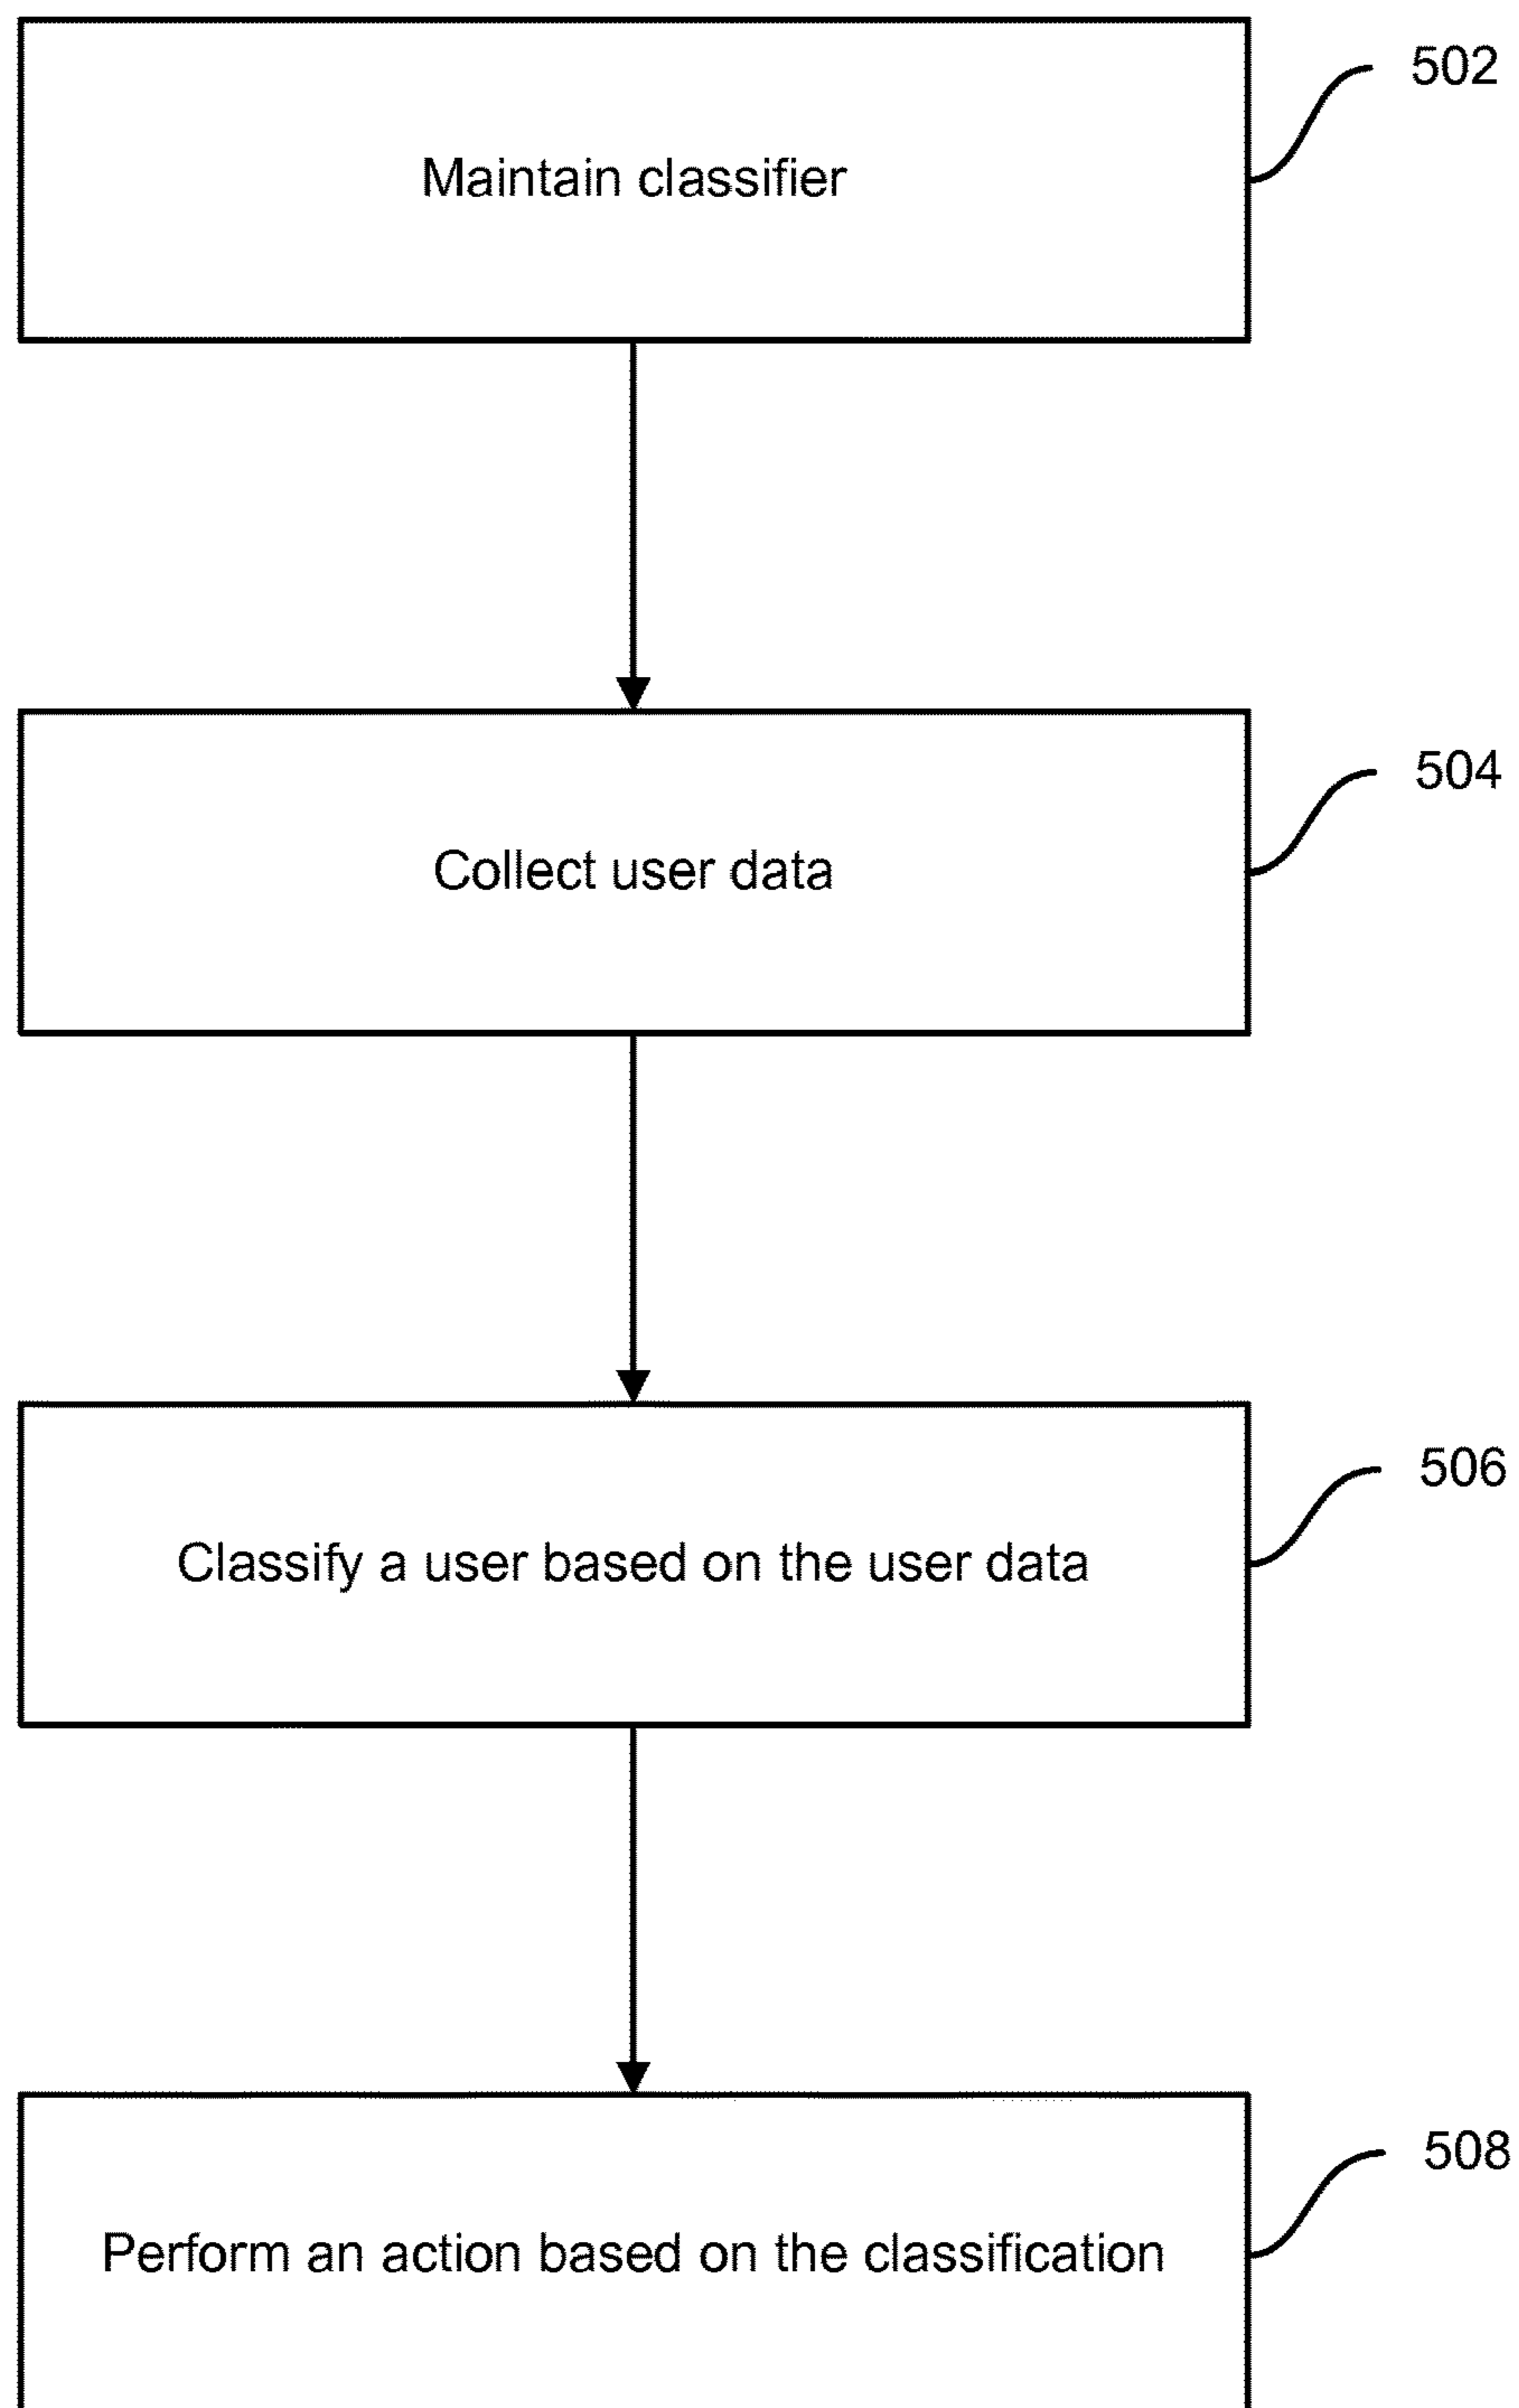 502
Maintain classifier
504
Collect user data
506
Classify a user based on the user data
508
Perform an action based on the classification